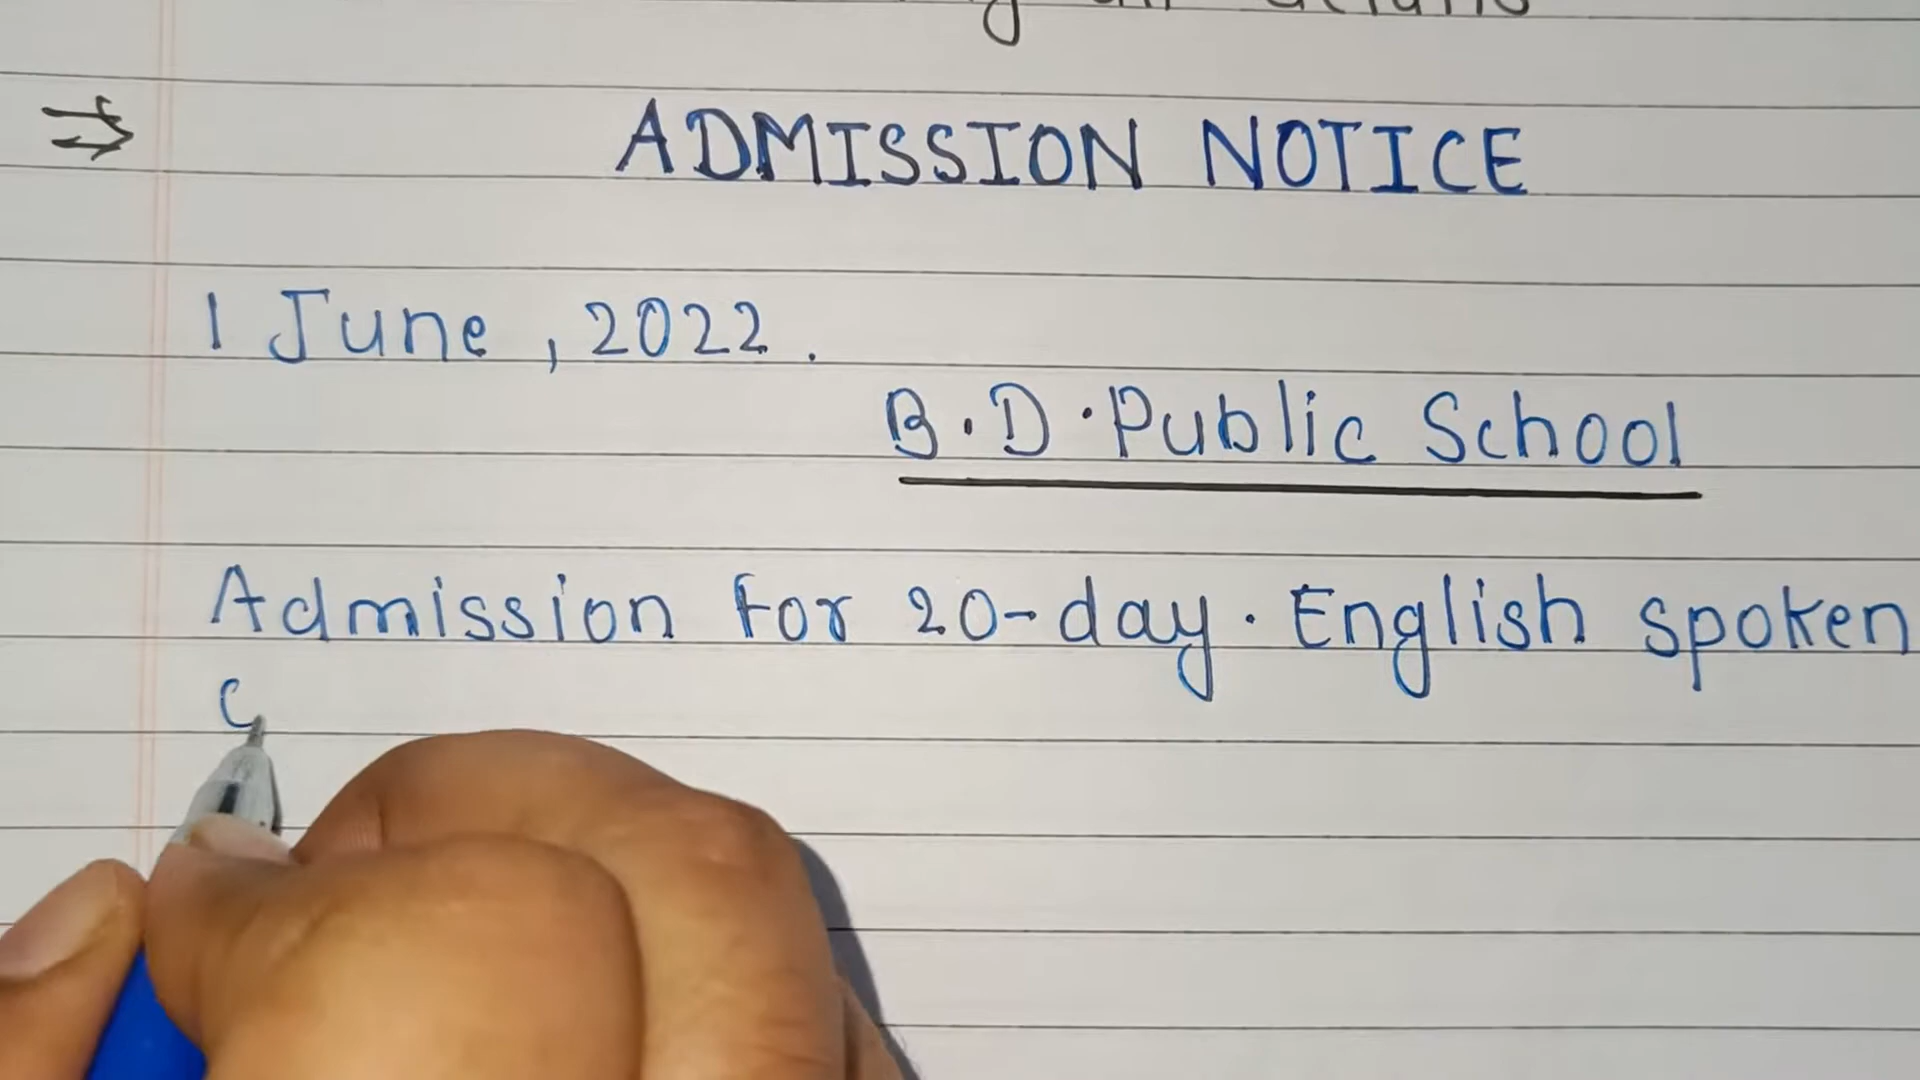 ⇒ ADMISSION NOTICE
1 June, 2022.
B.D.Public School
Admission for 20-day. English spoken
C